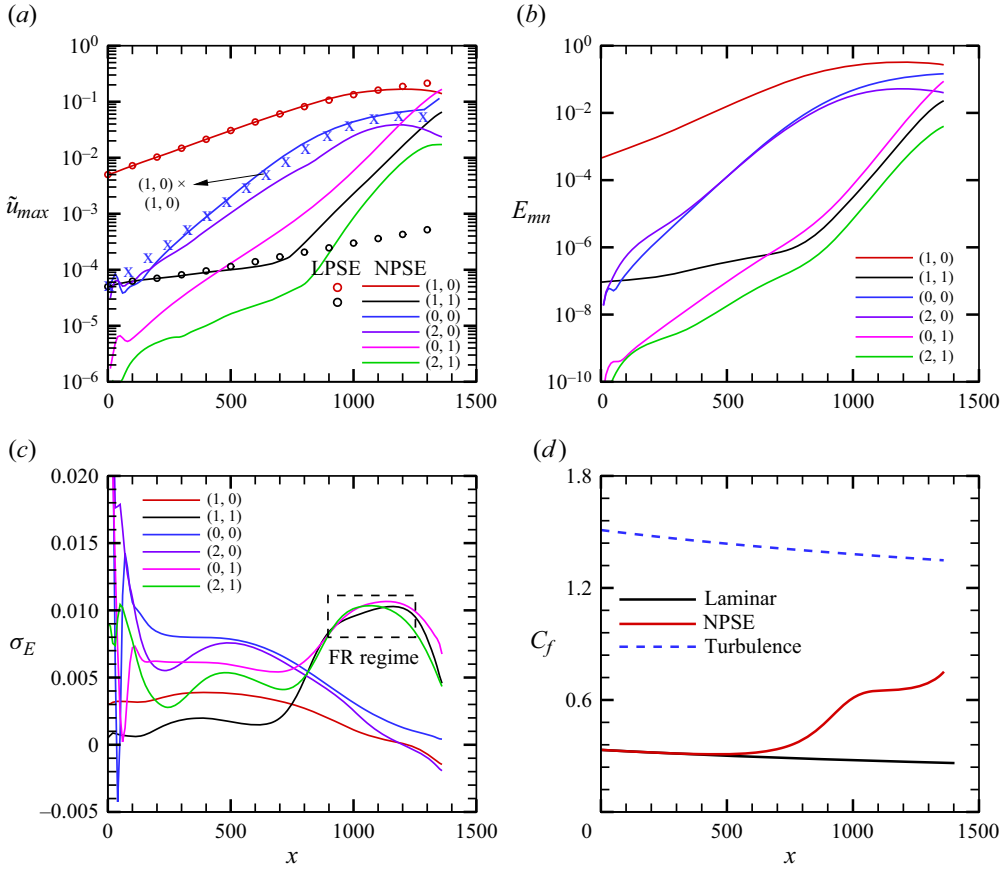 (a)
10^0
10^-1
10^-2
10^-3
10^-4
10^-5
10^-6
ũ_max
(1, 0) ×
(1, 0)
X X X X X X X X X X X X X X X X
LPSE NPSE
(1, 0)
(1, 1)
(0, 0)
(2, 0)
(0, 1)
(2, 1)
0 500 1000 1500
(b)
10^0
10^-2
10^-4
10^-6
10^-8
10^-10
E_mn
(1, 0)
(1, 1)
(0, 0)
(2, 0)
(0, 1)
(2, 1)
0 500 1000 1500
(c)
0.020
0.015
0.010
0.005
0
–0.005
σ_E
(1, 0)
(1, 1)
(0, 0)
(2, 0)
(0, 1)
(2, 1)
FR regime
0 500 1000 1500
x
(d)
1.8
1.2
0.6
C_f
Laminar
NPSE
Turbulence
0 500 1000 1500
x